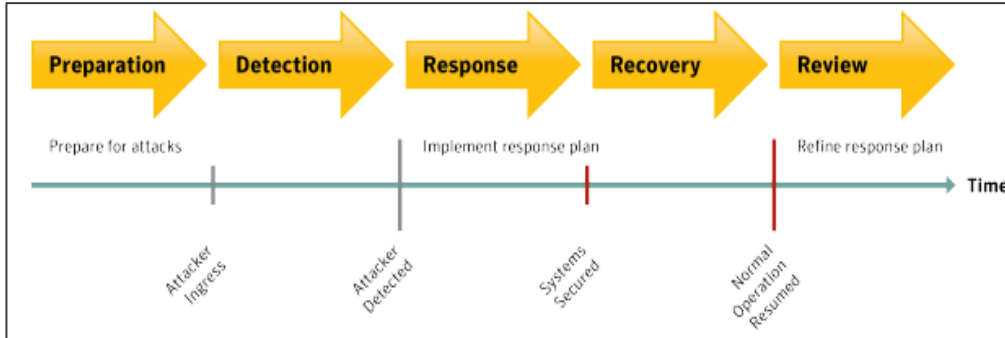 Preparation
Detection
Response
Recovery
Review
Prepare for attacks
Implement response plan
Refine response plan
Time
Attacker
Ingress
Attacker
Detected
Systems
Secured
Normal
Operation
Resumed